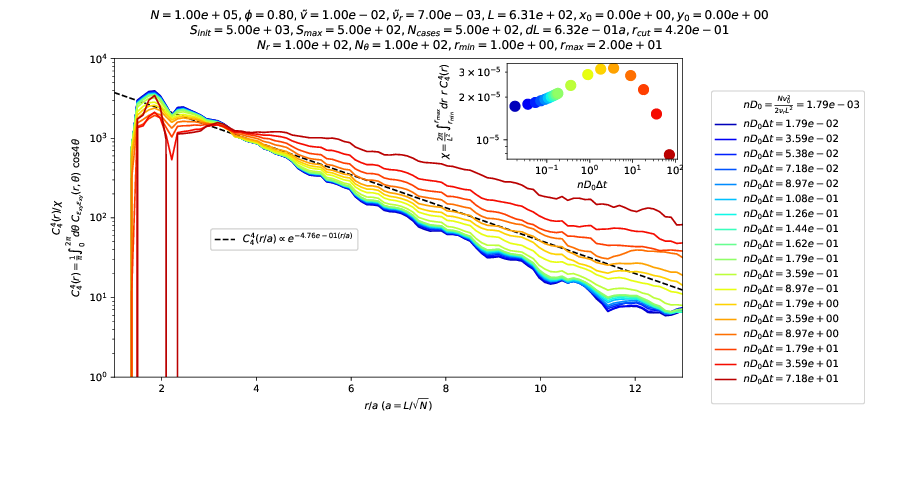 N = 1.00e + 05, ϕ = 0.80, ṽ = 1.00e − 02, ṽ_r = 7.00e − 03, L = 6.31e + 02, x_0 = 0.00e + 00, y_0 = 0.00e + 00
S_init = 5.00e + 03, S_max = 5.00e + 02, N_cases = 5.00e + 02, dL = 6.32e − 01a, r_cut = 4.20e − 01
N_r = 1.00e + 02, N_θ = 1.00e + 02, r_min = 1.00e + 00, r_max = 2.00e + 01
C_4^4(r)/χ
C_4^4(r) = 1/π ∫_0^{2π} dθ C_{ε_xy ε_xy}(r, θ) cos4θ
10^4
10^3
10^2
10^1
10^0
2 4 6 8 10 12
r/a (a = L/√N)
C_4^4(r/a) ∝ e^{−4.76e−01(r/a)}
χ = 2π/L² ∫_{r_min}^{r_max} dr r C_4^4(r)
3 × 10^−5
2 × 10^−5
10^−5
10^−1 10^0 10^1 10^2
nD_0Δt
nD_0 = Nv_0^2/2v_rL^2 = 1.79e − 03
nD_0Δt = 1.79e − 02
nD_0Δt = 3.59e − 02
nD_0Δt = 5.38e − 02
nD_0Δt = 7.18e − 02
nD_0Δt = 8.97e − 02
nD_0Δt = 1.08e − 01
nD_0Δt = 1.26e − 01
nD_0Δt = 1.44e − 01
nD_0Δt = 1.62e − 01
nD_0Δt = 1.79e − 01
nD_0Δt = 3.59e − 01
nD_0Δt = 8.97e − 01
nD_0Δt = 1.79e + 00
nD_0Δt = 3.59e + 00
nD_0Δt = 8.97e + 00
nD_0Δt = 1.79e + 01
nD_0Δt = 3.59e + 01
nD_0Δt = 7.18e + 01